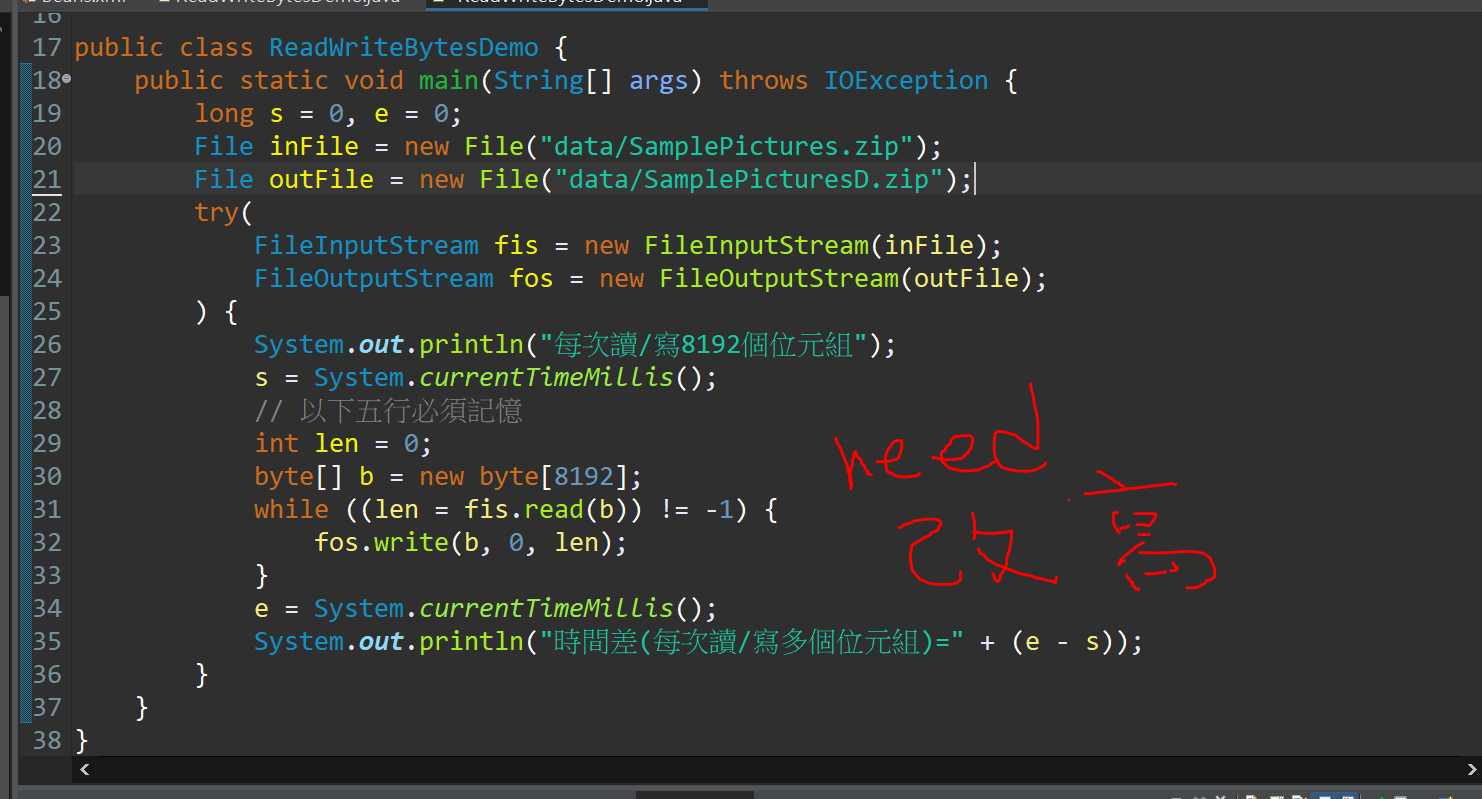 beans.xml ReadWriteBytesDemo.java ReadWriteBytesDemo.java
16
17 public class ReadWriteBytesDemo {
18 public static void main(String[] args) throws IOException {
19 long s = 0, e = 0;
20 File inFile = new File("data/SamplePictures.zip");
21 File outFile = new File("data/SamplePicturesD.zip");
22 try(
23 FileInputStream fis = new FileInputStream(inFile);
24 FileOutputStream fos = new FileOutputStream(outFile);
25 ) {
26 System.out.println("每次讀/寫8192個位元組");
27 s = System.currentTimeMillis();
28 // 以下五行必須記憶
29 int len = 0;
30 byte[] b = new byte[8192];
31 while ((len = fis.read(b)) != -1) {
32 fos.write(b, 0, len);
33 }
34 e = System.currentTimeMillis();
35 System.out.println("時間差(每次讀/寫多個位元組)=" + (e - s));
36 }
37 }
38 }
need
改寫